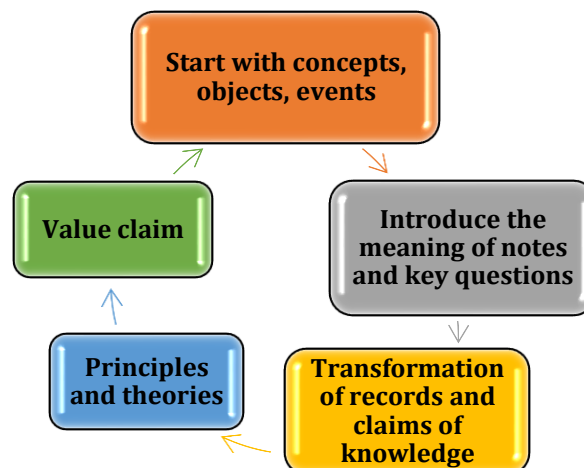 Start with concepts,
objects, events
Introduce the
meaning of notes
and key questions
Transformation
of records and
claims of
knowledge
Principles
and theories
Value claim